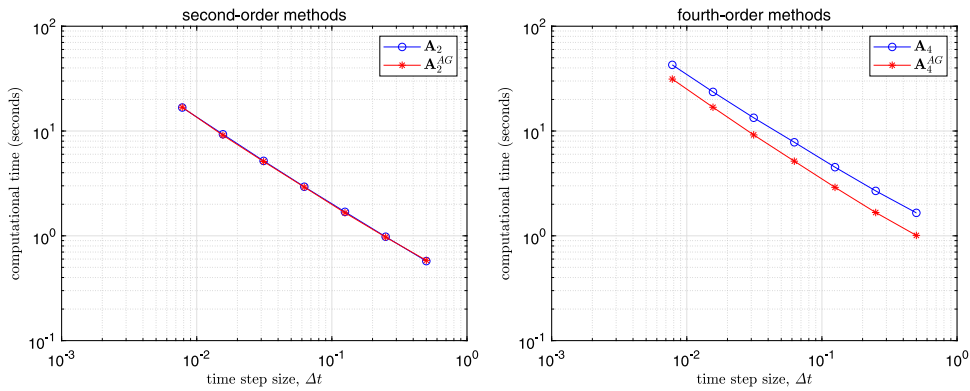 second-order methods
10^2
10^1
10^0
10^-1
computational time (seconds)
A_2
A_2^AG
10^-3
10^-2
10^-1
10^0
time step size, Δt
fourth-order methods
10^2
10^1
10^0
10^-1
computational time (seconds)
A_4
A_4^AG
10^-3
10^-2
10^-1
10^0
time step size, Δt